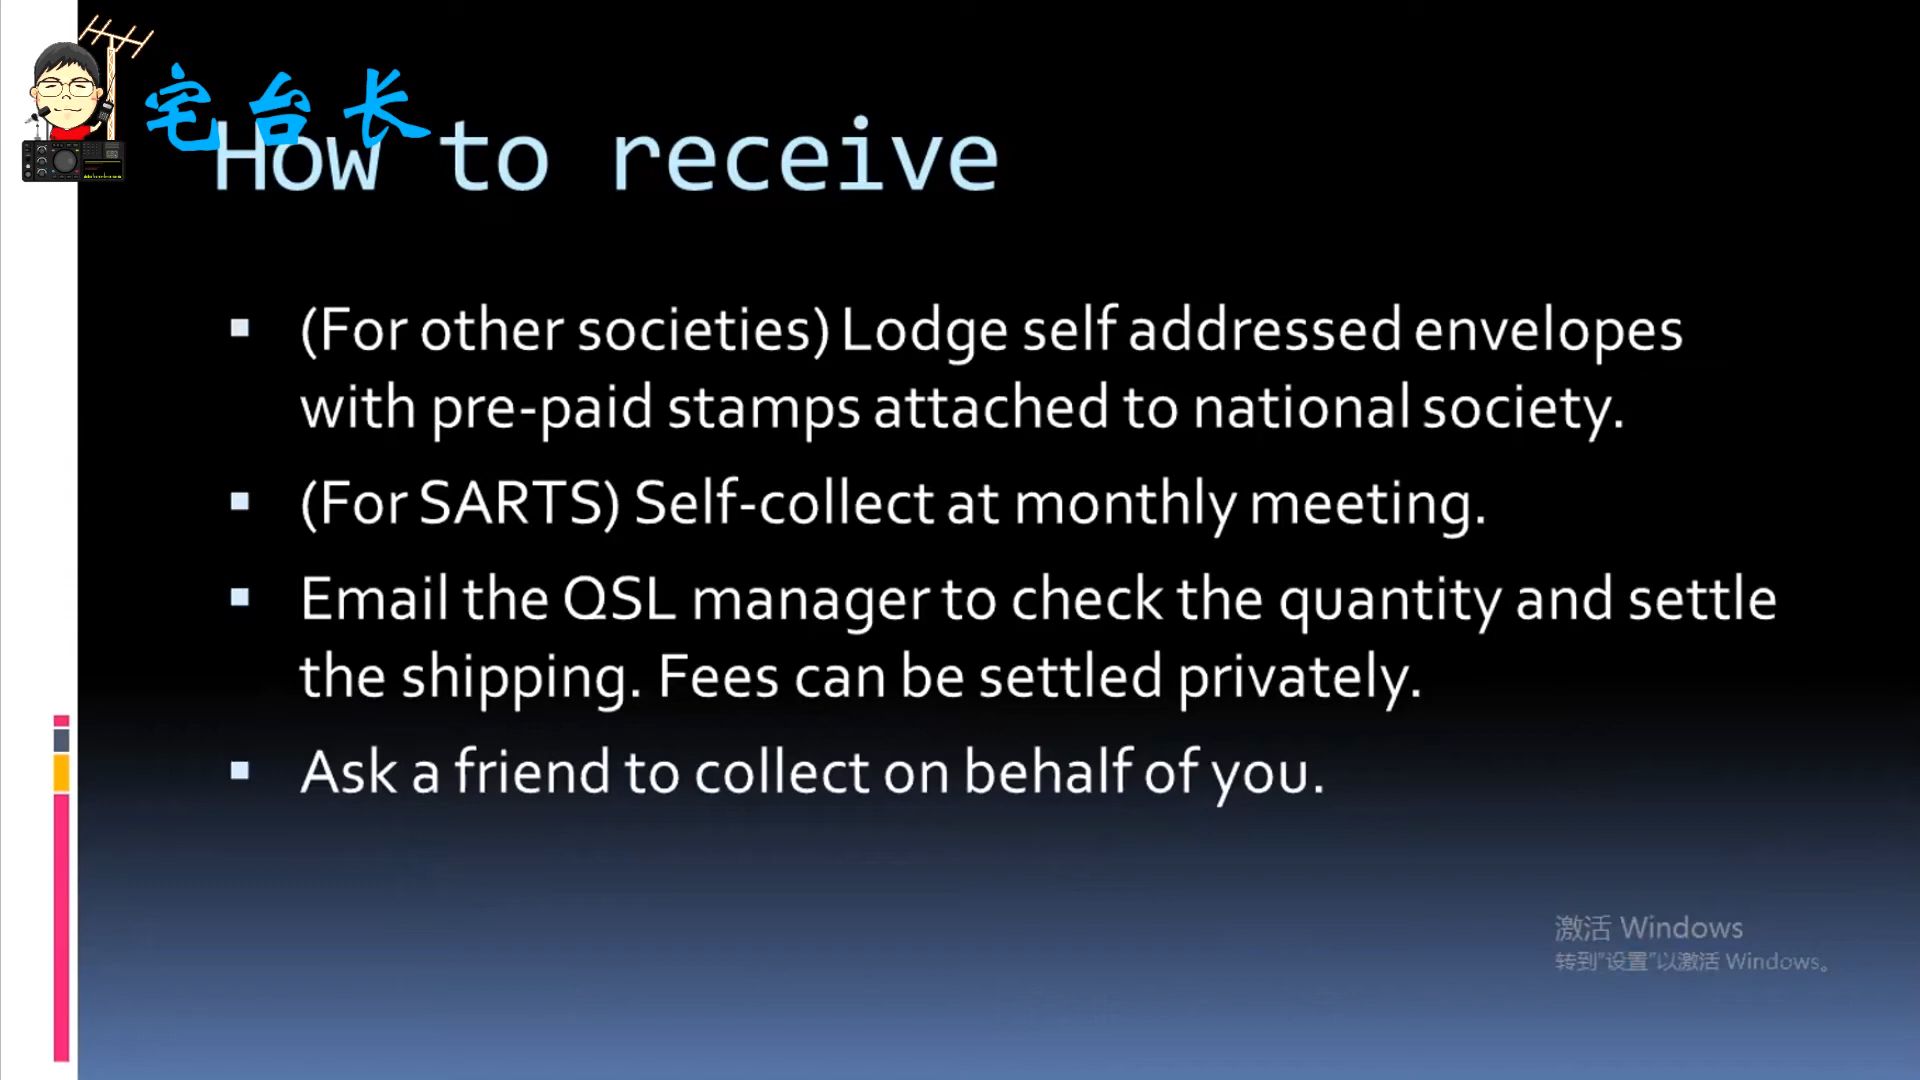 宅台长
How to receive
(For other societies) Lodge self addressed envelopes
with pre-paid stamps attached to national society.
(For SARTS) Self-collect at monthly meeting.
Email the QSL manager to check the quantity and settle
the shipping. Fees can be settled privately.
Ask a friend to collect on behalf of you.
激活 Windows
转到"设置"以激活 Windows。